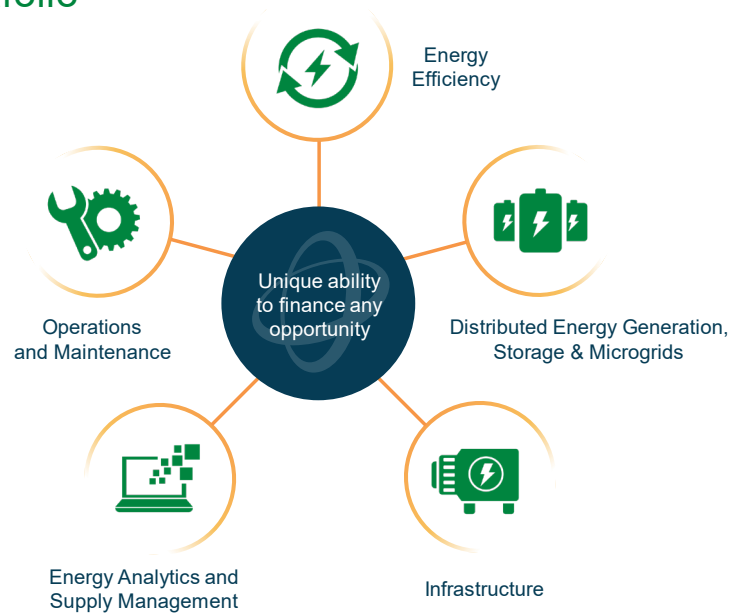 Energy
Efficiency
Unique ability
to finance any
opportunity
Operations
and Maintenance
Distributed Energy Generation,
Storage & Microgrids
Energy Analytics and
Supply Management
Infrastructure